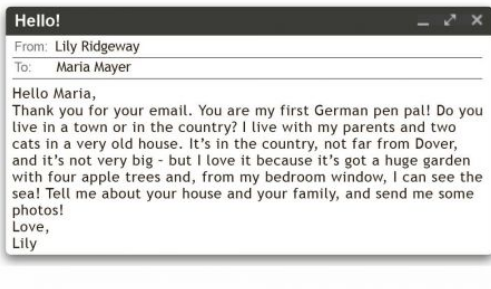 Hello!
From: Lily Ridgeway
To: Maria Mayer
Hello Maria,
Thank you for your email. You are my first German pen pal! Do you
live in a town or in the country? I live with my parents and two
cats in a very old house. It's in the country, not far from Dover,
and it's not very big – but I love it because it's got a huge garden
with four apple trees and, from my bedroom window, I can see the
sea! Tell me about your house and your family, and send me some
photos!
Love,
Lily